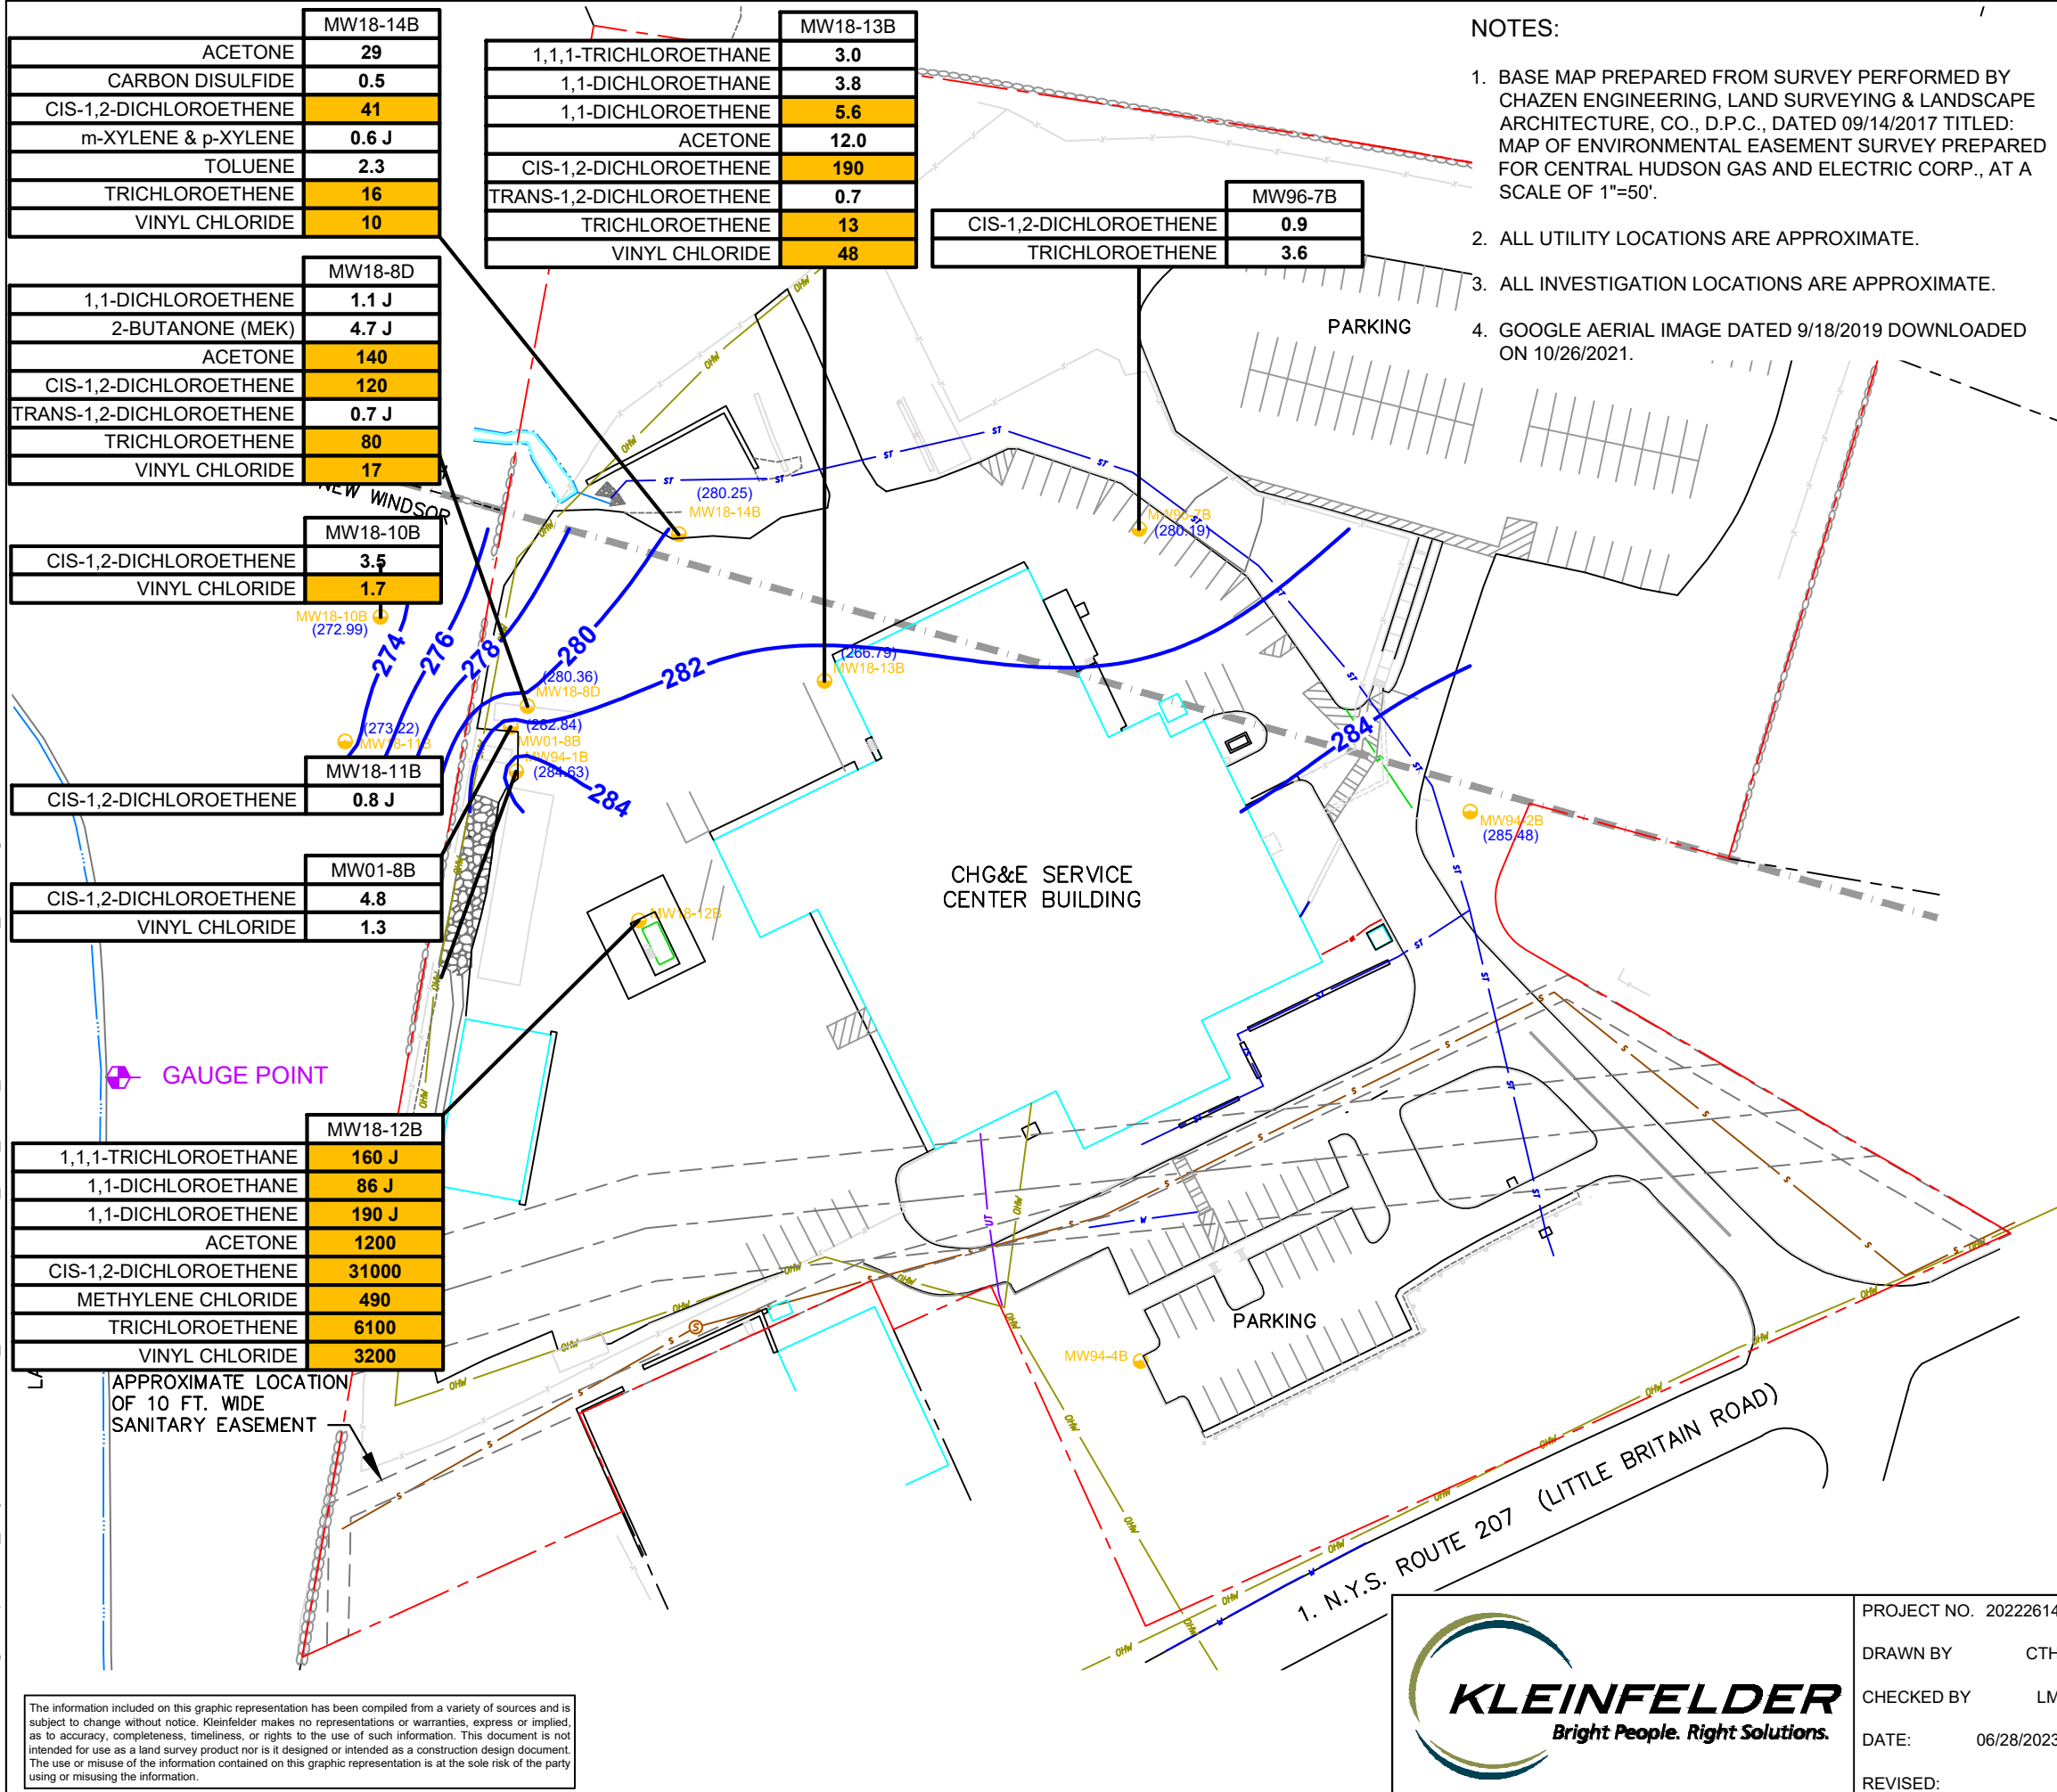 MW18-14B
ACETONE 29
CARBON DISULFIDE 0.5
CIS-1,2-DICHLOROETHENE 41
m-XYLENE & p-XYLENE 0.6 J
TOLUENE 2.3
TRICHLOROETHENE 16
VINYL CHLORIDE 10
MW18-13B
1,1,1-TRICHLOROETHANE 3.0
1,1-DICHLOROETHANE 3.8
1,1-DICHLOROETHENE 5.6
ACETONE 12.0
CIS-1,2-DICHLOROETHENE 190
TRANS-1,2-DICHLOROETHENE 0.7
TRICHLOROETHENE 13
VINYL CHLORIDE 48
MW96-7B
CIS-1,2-DICHLOROETHENE 0.9
TRICHLOROETHENE 3.6
NOTES:
1. BASE MAP PREPARED FROM SURVEY PERFORMED BY
CHAZEN ENGINEERING, LAND SURVEYING & LANDSCAPE
ARCHITECTURE, CO., D.P.C., DATED 09/14/2017 TITLED:
MAP OF ENVIRONMENTAL EASEMENT SURVEY PREPARED
FOR CENTRAL HUDSON GAS AND ELECTRIC CORP., AT A
SCALE OF 1"=50'.
2. ALL UTILITY LOCATIONS ARE APPROXIMATE.
3. ALL INVESTIGATION LOCATIONS ARE APPROXIMATE.
4. GOOGLE AERIAL IMAGE DATED 9/18/2019 DOWNLOADED
ON 10/26/2021.
MW18-8D
1,1-DICHLOROETHENE 1.1 J
2-BUTANONE (MEK) 4.7 J
ACETONE 140
CIS-1,2-DICHLOROETHENE 120
TRANS-1,2-DICHLOROETHENE 0.7 J
TRICHLOROETHENE 80
VINYL CHLORIDE 17
NEW WINDSOR
PARKING
(280.25)
MW18-14B
MW96-7B
(280.19)
MW18-10B
CIS-1,2-DICHLOROETHENE 3.5
VINYL CHLORIDE 1.7
MW18-10B
(272.99)
274
276
278
280
282
284
284
(280.36)
MW18-8D
(266.79)
MW18-13B
(273.22)
MW18-11B
(282.84)
MW01-8B
MW94-1B
(284.63)
MW94-2B
(285.48)
MW18-11B
CIS-1,2-DICHLOROETHENE 0.8 J
MW01-8B
CIS-1,2-DICHLOROETHENE 4.8
VINYL CHLORIDE 1.3
MW18-12B
CHG&E SERVICE
CENTER BUILDING
GAUGE POINT
MW18-12B
1,1,1-TRICHLOROETHANE 160 J
1,1-DICHLOROETHANE 86 J
1,1-DICHLOROETHENE 190 J
ACETONE 1200
CIS-1,2-DICHLOROETHENE 31000
METHYLENE CHLORIDE 490
TRICHLOROETHENE 6100
VINYL CHLORIDE 3200
APPROXIMATE LOCATION
OF 10 FT. WIDE
SANITARY EASEMENT
PARKING
MW94-4B
1. N.Y.S. ROUTE 207 (LITTLE BRITAIN ROAD)
The information included on this graphic representation has been compiled from a variety of sources and is
subject to change without notice. Kleinfelder makes no representations or warranties, express or implied,
as to accuracy, completeness, timeliness, or rights to the use of such information. This document is not
intended for use as a land survey product nor is it designed or intended as a construction design document.
The use or misuse of the information contained on this graphic representation is at the sole risk of the party
using or misusing the information.
KLEINFELDER
Bright People. Right Solutions.
PROJECT NO. 20222614
DRAWN BY CTH
CHECKED BY LM
DATE: 06/28/2023
REVISED: